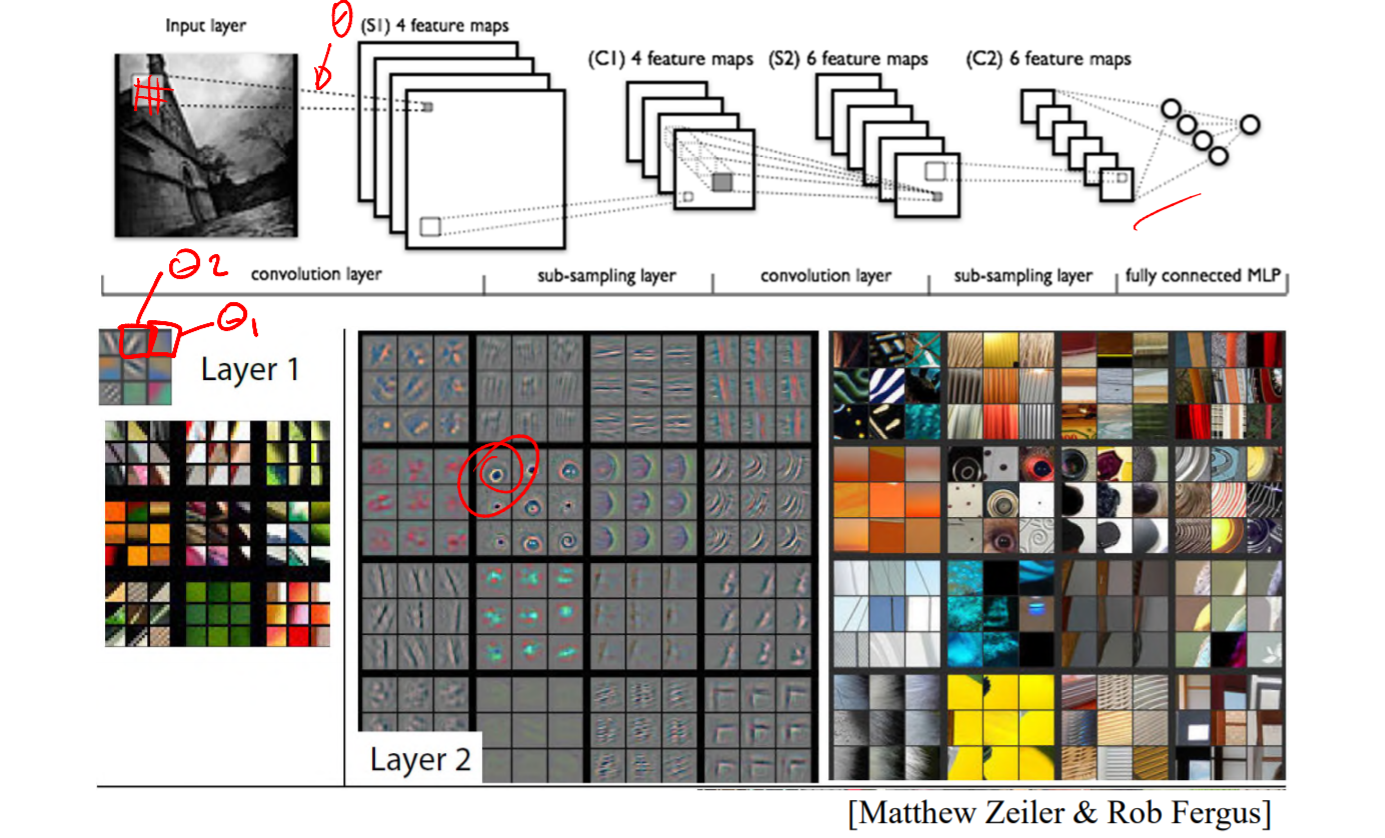 θ
Input layer
(S1) 4 feature maps
(C1) 4 feature maps
(S2) 6 feature maps
(C2) 6 feature maps
convolution layer
sub-sampling layer
convolution layer
sub-sampling layer
fully connected MLP
θ2
θ1
Layer 1
Layer 2
[Matthew Zeiler & Rob Fergus]